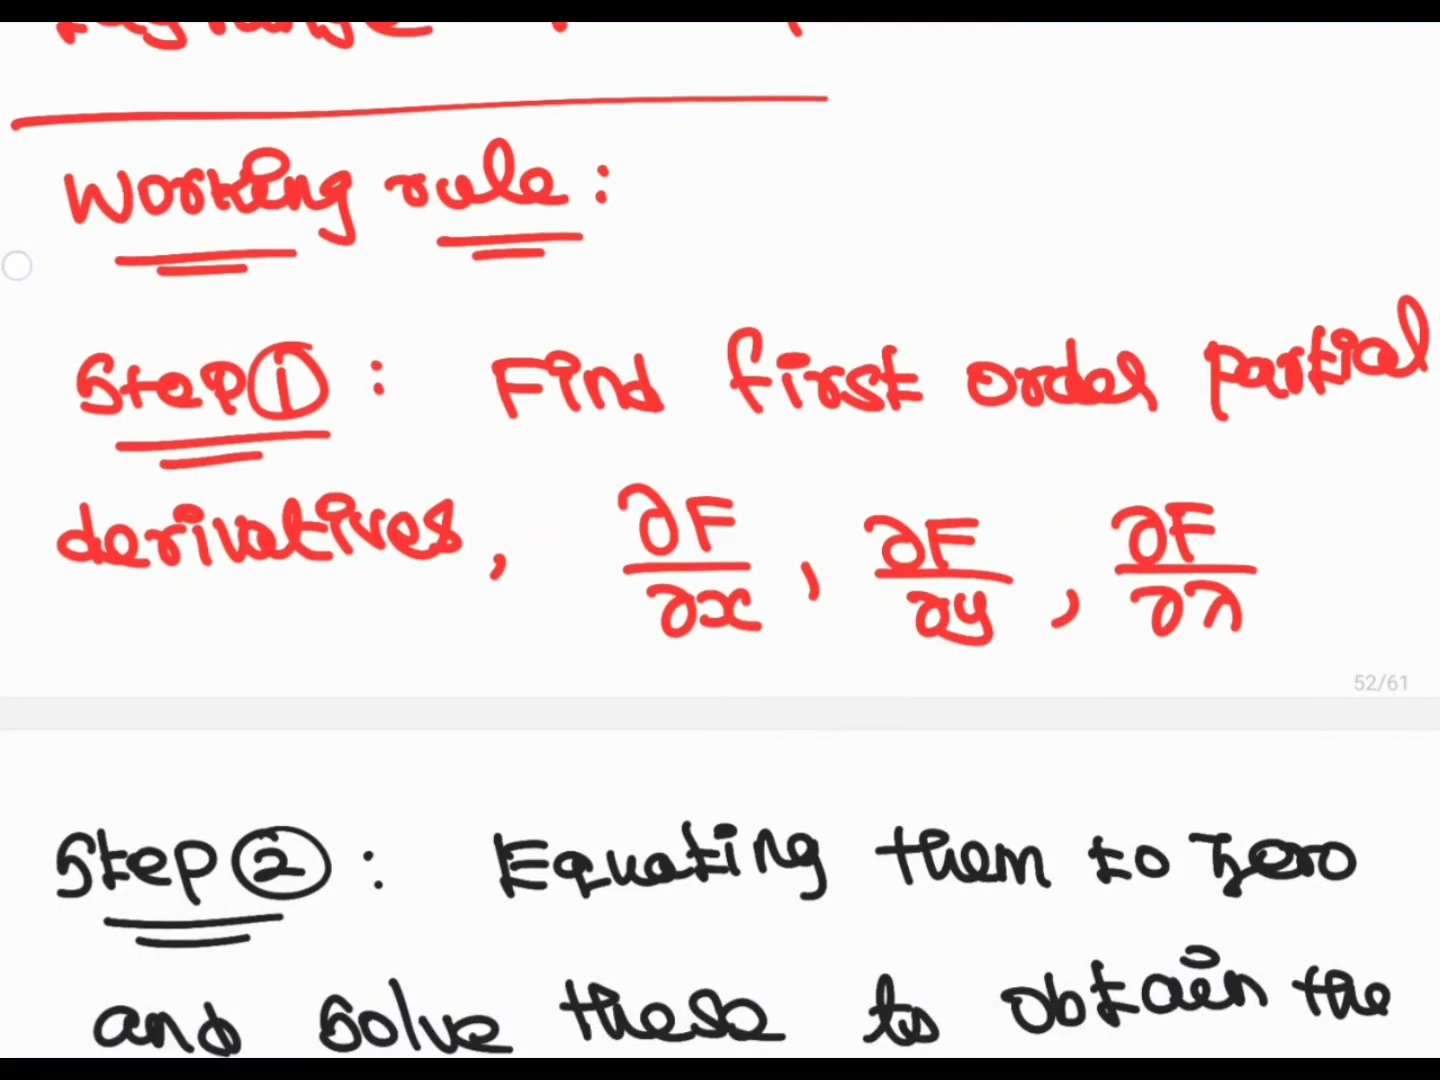 Working rule:
Step ①: Find first order partial
derivatives, ∂F/∂x, ∂F/∂y, ∂F/∂λ
52/61
Step ②: Equating them to zero
and solve these to obtain the